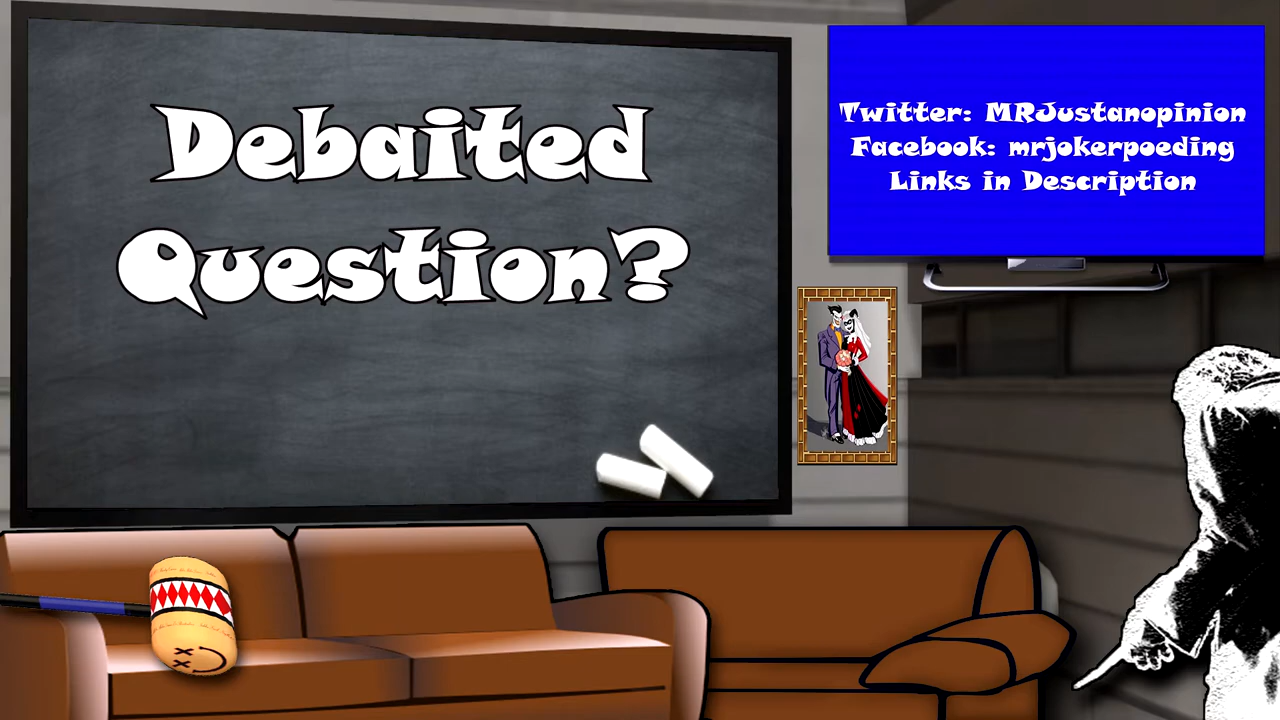 Debaited
Question?
Twitter: MRJustanopinion
Facebook: mrjokerpoeding
Links in Description